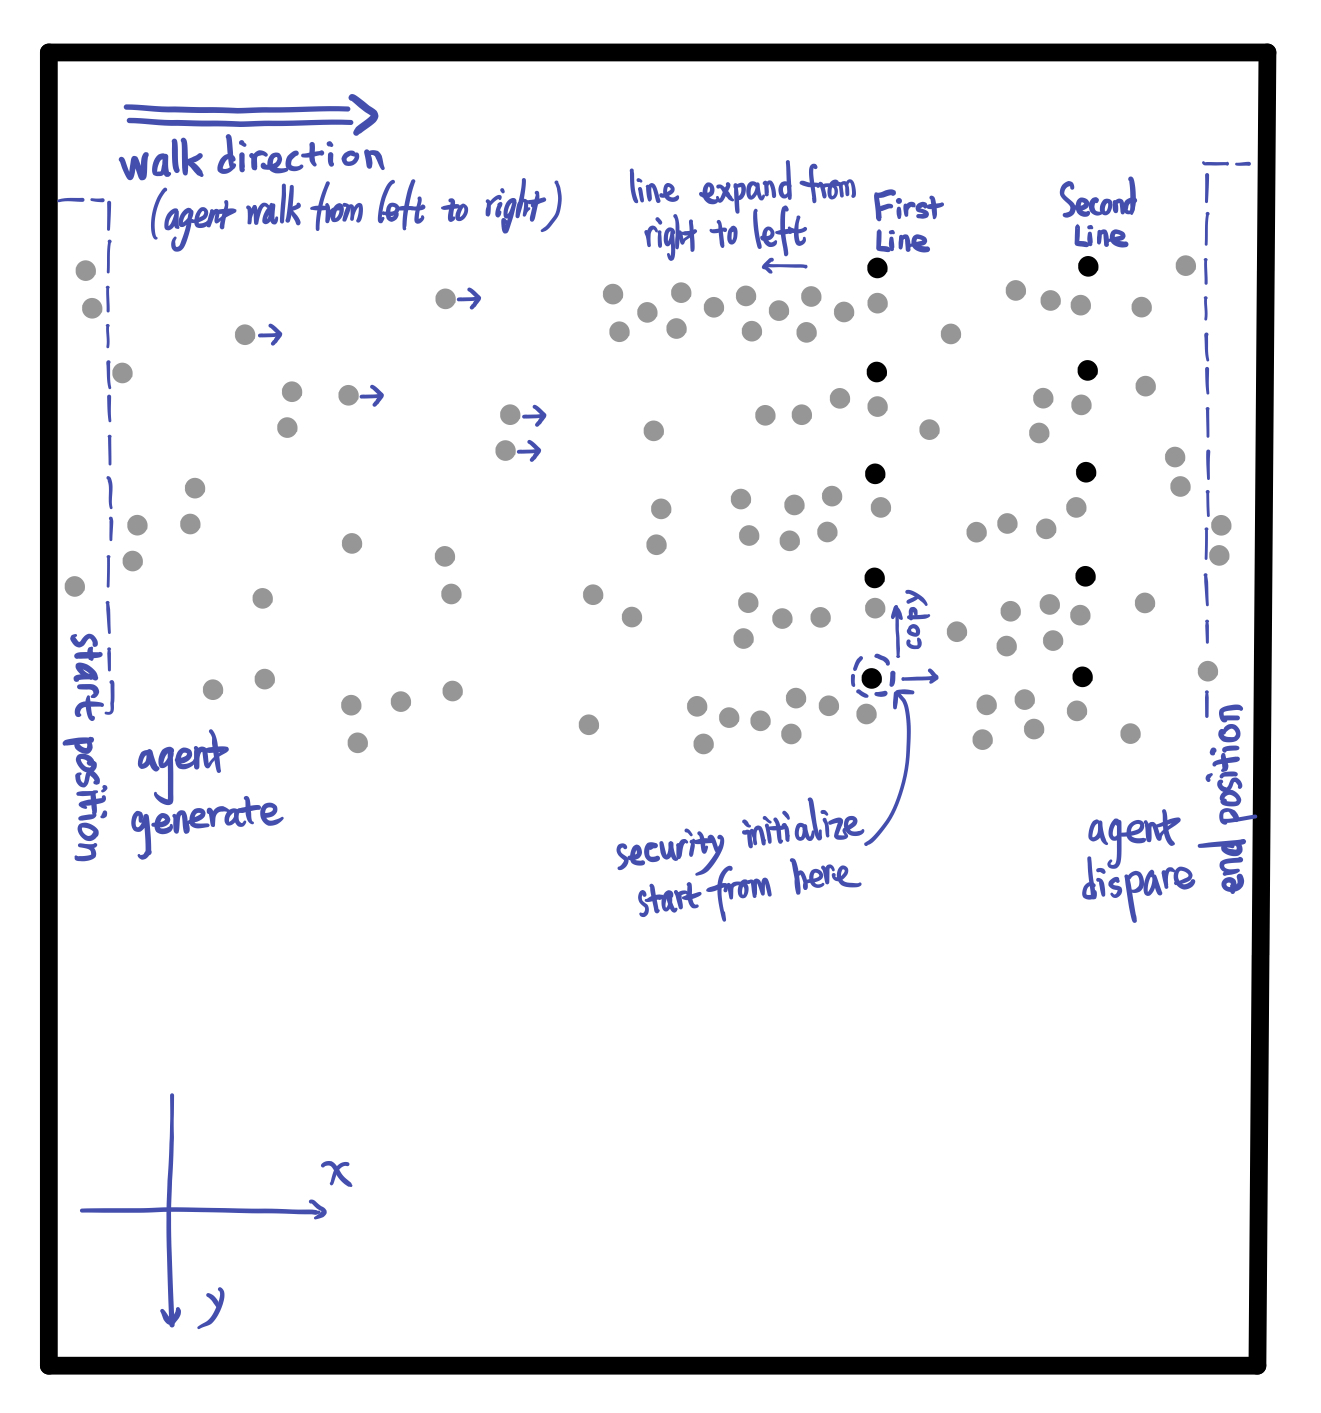 walk direction
(agent walk from left to right)
line expand from
right to left
First
Line
Second
Line
start position
agent
generate
copy
security initialize
start from here
agent
dispare
end position
x
y